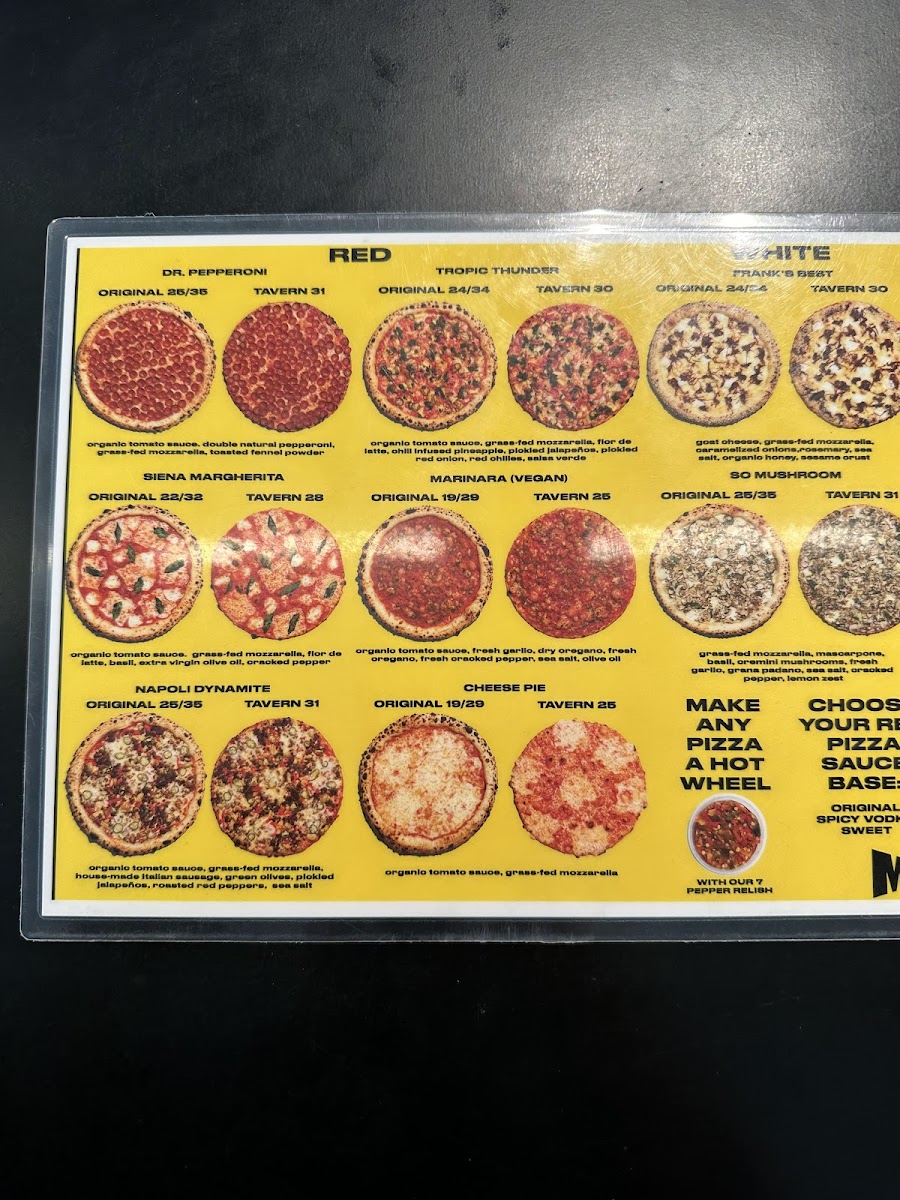 RED
DR. PEPPERONI
ORIGINAL 25/35 TAVERN 31
organic tomato sauce. double natural pepperoni,
grass-fed mozzarella, toasted fennel powder
TROPIC THUNDER
ORIGINAL 24/34 TAVERN 30
organic tomato sauce, grass-fed mozzarella, fior de
latte, chili infused pineapple, pickled jalapeños, pickled
red onion, red chilies, salsa verde
SIENA MARGHERITA
ORIGINAL 22/32 TAVERN 28
organic tomato sauce. grass-fed mozzarella, fior de
latte, basil, extra virgin olive oil, cracked pepper
MARINARA (VEGAN)
ORIGINAL 19/29 TAVERN 25
organic tomato sauce, fresh garlic, dry oregano, fresh
oregano, fresh cracked pepper, sea salt, olive oil
NAPOLI DYNAMITE
ORIGINAL 25/35 TAVERN 31
organic tomato sauce, grass-fed mozzarella,
house-made Italian sausage, green olives, pickled
jalapeños, roasted red peppers, sea salt
CHEESE PIE
ORIGINAL 19/29 TAVERN 25
organic tomato sauce, grass-fed mozzarella
WHITE
FRANK'S BEST
ORIGINAL 24/34 TAVERN 30
goat cheese, grass-fed mozzarella,
caramelized onions,rosemary, sea
salt, organic honey, sesame crust
SO MUSHROOM
ORIGINAL 25/35 TAVERN 31
grass-fed mozzarella, mascarpone,
basil, cremini mushrooms, fresh
garlic, grana padano, sea salt, cracked
pepper, lemon zest
MAKE
ANY
PIZZA
A HOT
WHEEL
WITH OUR 7
PEPPER RELISH
CHOOS
YOUR RE
PIZZA
SAUCE
BASE:
ORIGINAL
SPICY VODK
SWEET
M